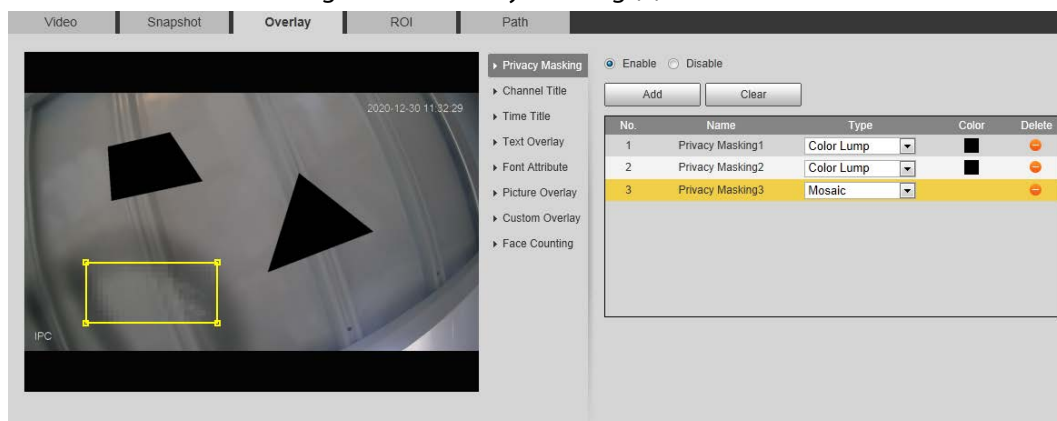 Video Snapshot Overlay ROI Path
2020-12-30 11:32:29
IPC
Privacy Masking
Channel Title
Time Title
Text Overlay
Font Attribute
Picture Overlay
Custom Overlay
Face Counting
Enable Disable
Add Clear
No. Name Type Color Delete
1 Privacy Masking1 Color Lump
2 Privacy Masking2 Color Lump
3 Privacy Masking3 Mosaic